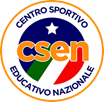 CENTRO SPORTIVO
csen
EDUCATIVO NAZIONALE